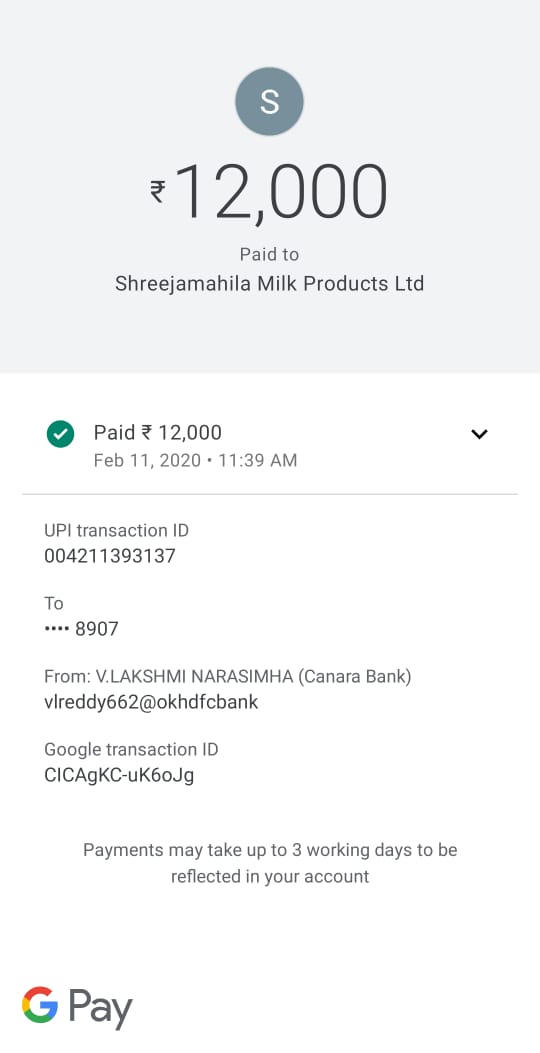 S
₹12,000
Paid to
Shreejamahila Milk Products Ltd
Paid ₹ 12,000
Feb 11, 2020 • 11:39 AM
UPI transaction ID
004211393137
To
•••• 8907
From: V.LAKSHMI NARASIMHA (Canara Bank)
vlreddy662@okhdfcbank
Google transaction ID
CICAgKC-uK6oJg
Payments may take up to 3 working days to be
reflected in your account
G Pay